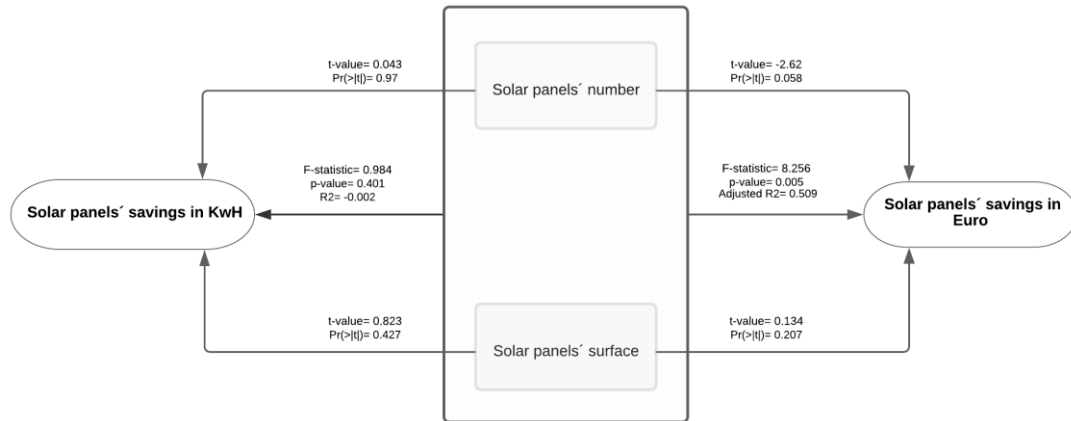 t-value= 0.043
Pr(>|t|)= 0.97
Solar panels´ number
t-value= -2.62
Pr(>|t|)= 0.058
F-statistic= 0.984
p-value= 0.401
R2= -0.002
F-statistic= 8.256
p-value= 0.005
Adjusted R2= 0.509
Solar panels´ savings in KwH
Solar panels´ savings in
Euro
t-value= 0.823
Pr(>|t|)= 0.427
Solar panels´ surface
t-value= 0.134
Pr(>|t|)= 0.207